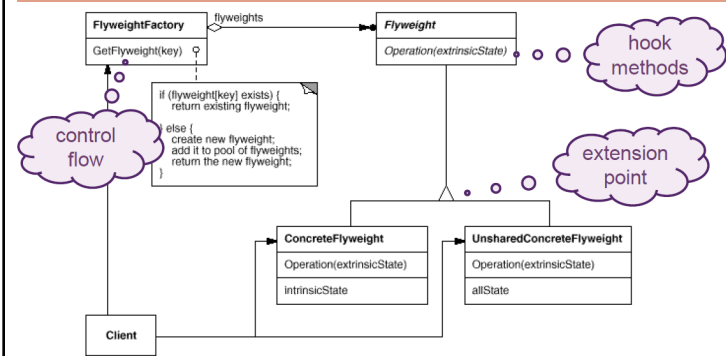 FlyweightFactory
flyweights
Flyweight
GetFlyweight(key)
Operation(extrinsicState)
hook
methods
if (flyweight[key] exists) {
return existing flyweight;
} else {
create new flyweight;
add it to pool of flyweights;
return the new flyweight;
}
control
flow
extension
point
ConcreteFlyweight
Operation(extrinsicState)
intrinsicState
UnsharedConcreteFlyweight
Operation(extrinsicState)
allState
Client